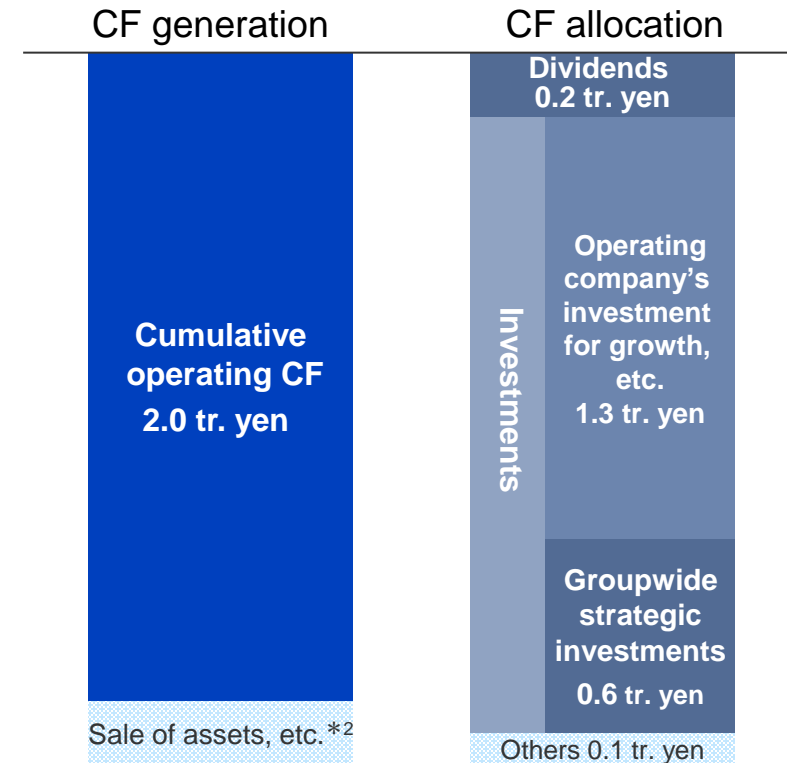 CF generation
CF allocation
Cumulative
operating CF
2.0 tr. yen
Sale of assets, etc.*2
Dividends
0.2 tr. yen
Investments
Operating
company’s
investment
for growth,
etc.
1.3 tr. yen
Groupwide
strategic
investments
0.6 tr. yen
Others 0.1 tr. yen